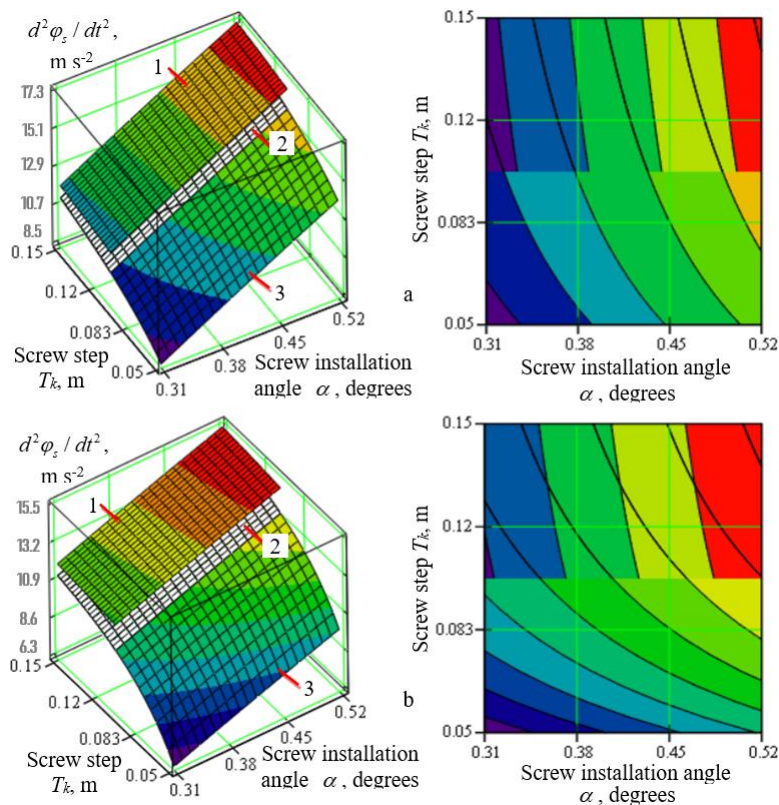 d²φₛ / dt² ,
m s⁻²
1
2
3
17.3
15.1
12.9
10.7
8.5
0.15
0.12
0.083
0.05
0.31
0.38
0.45
0.52
Screw step
Tₖ, m
Screw installation
angle α , degrees
a
0.15
0.12
0.083
0.05
Screw step Tₖ, m
0.31 0.38 0.45 0.52
Screw installation angle
α , degrees
d²φₛ / dt² ,
m s⁻²
1
2
3
15.5
13.2
10.9
8.6
6.3
0.15
0.12
0.083
0.05
0.31
0.38
0.45
0.52
Screw step
Tₖ, m
Screw installation
angle α , degrees
b
0.15
0.12
0.083
0.05
Screw step Tₖ, m
0.31 0.38 0.45 0.52
Screw installation angle
α , degrees